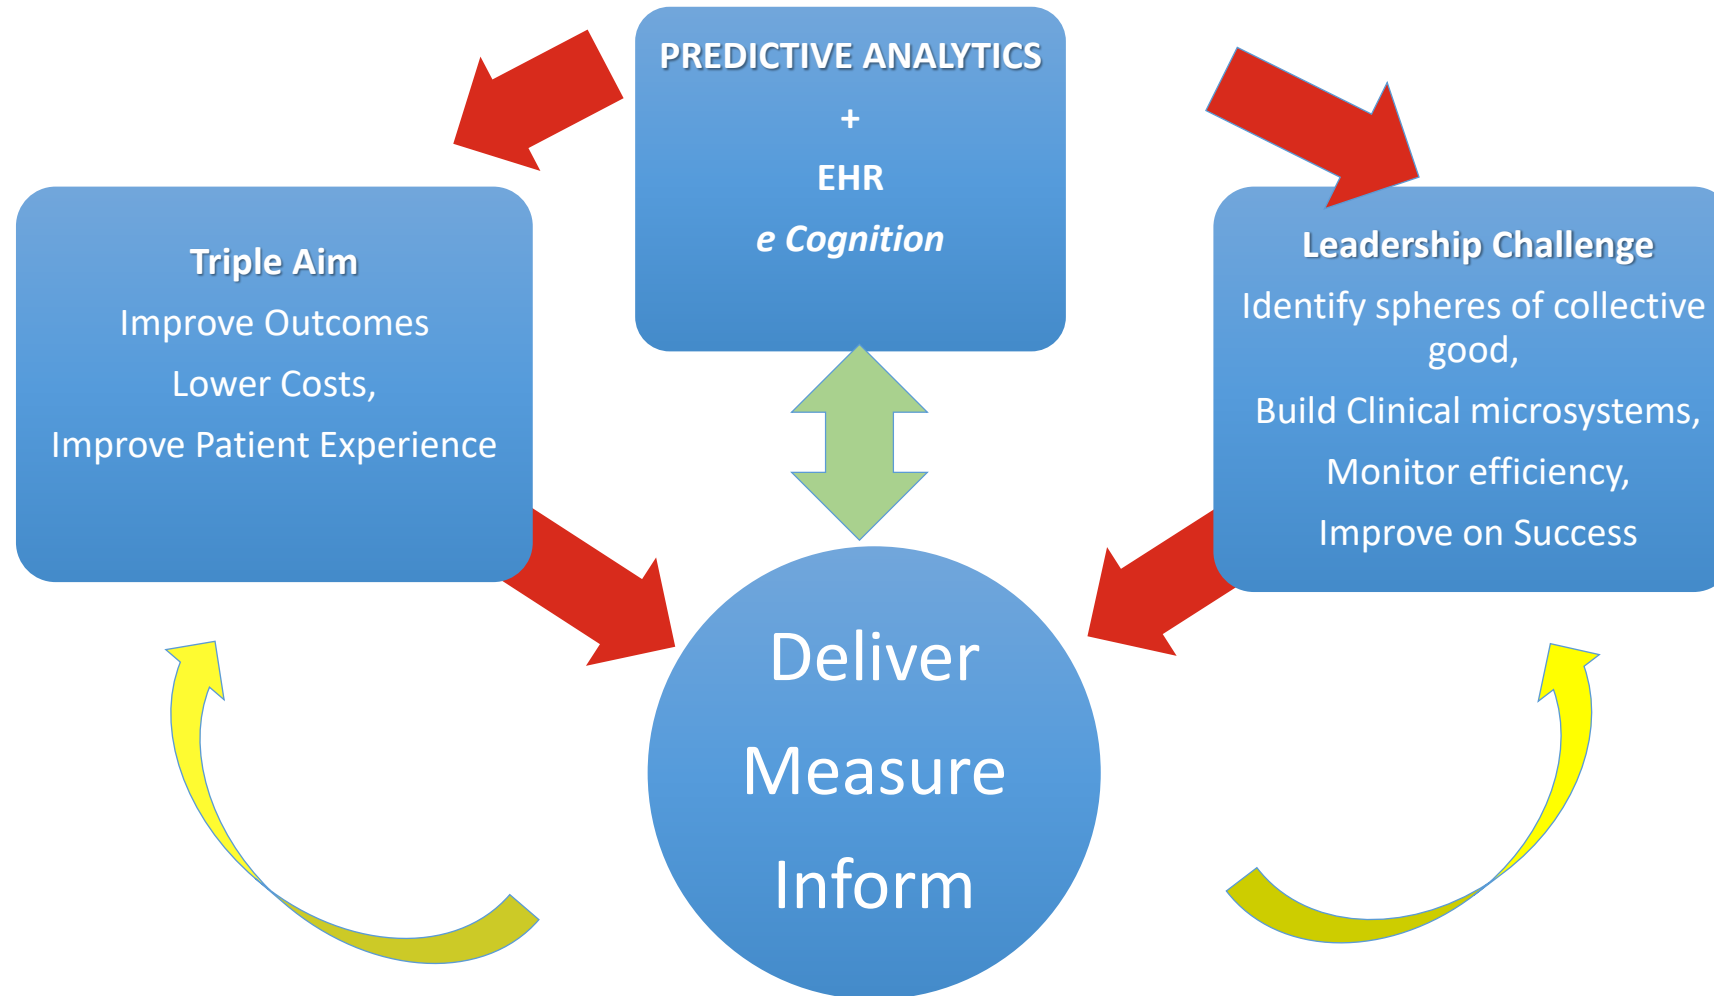 PREDICTIVE ANALYTICS
+
EHR
e Cognition
Triple Aim
Improve Outcomes
Lower Costs,
Improve Patient Experience
Leadership Challenge
Identify spheres of collective
good,
Build Clinical microsystems,
Monitor efficiency,
Improve on Success
Deliver
Measure
Inform